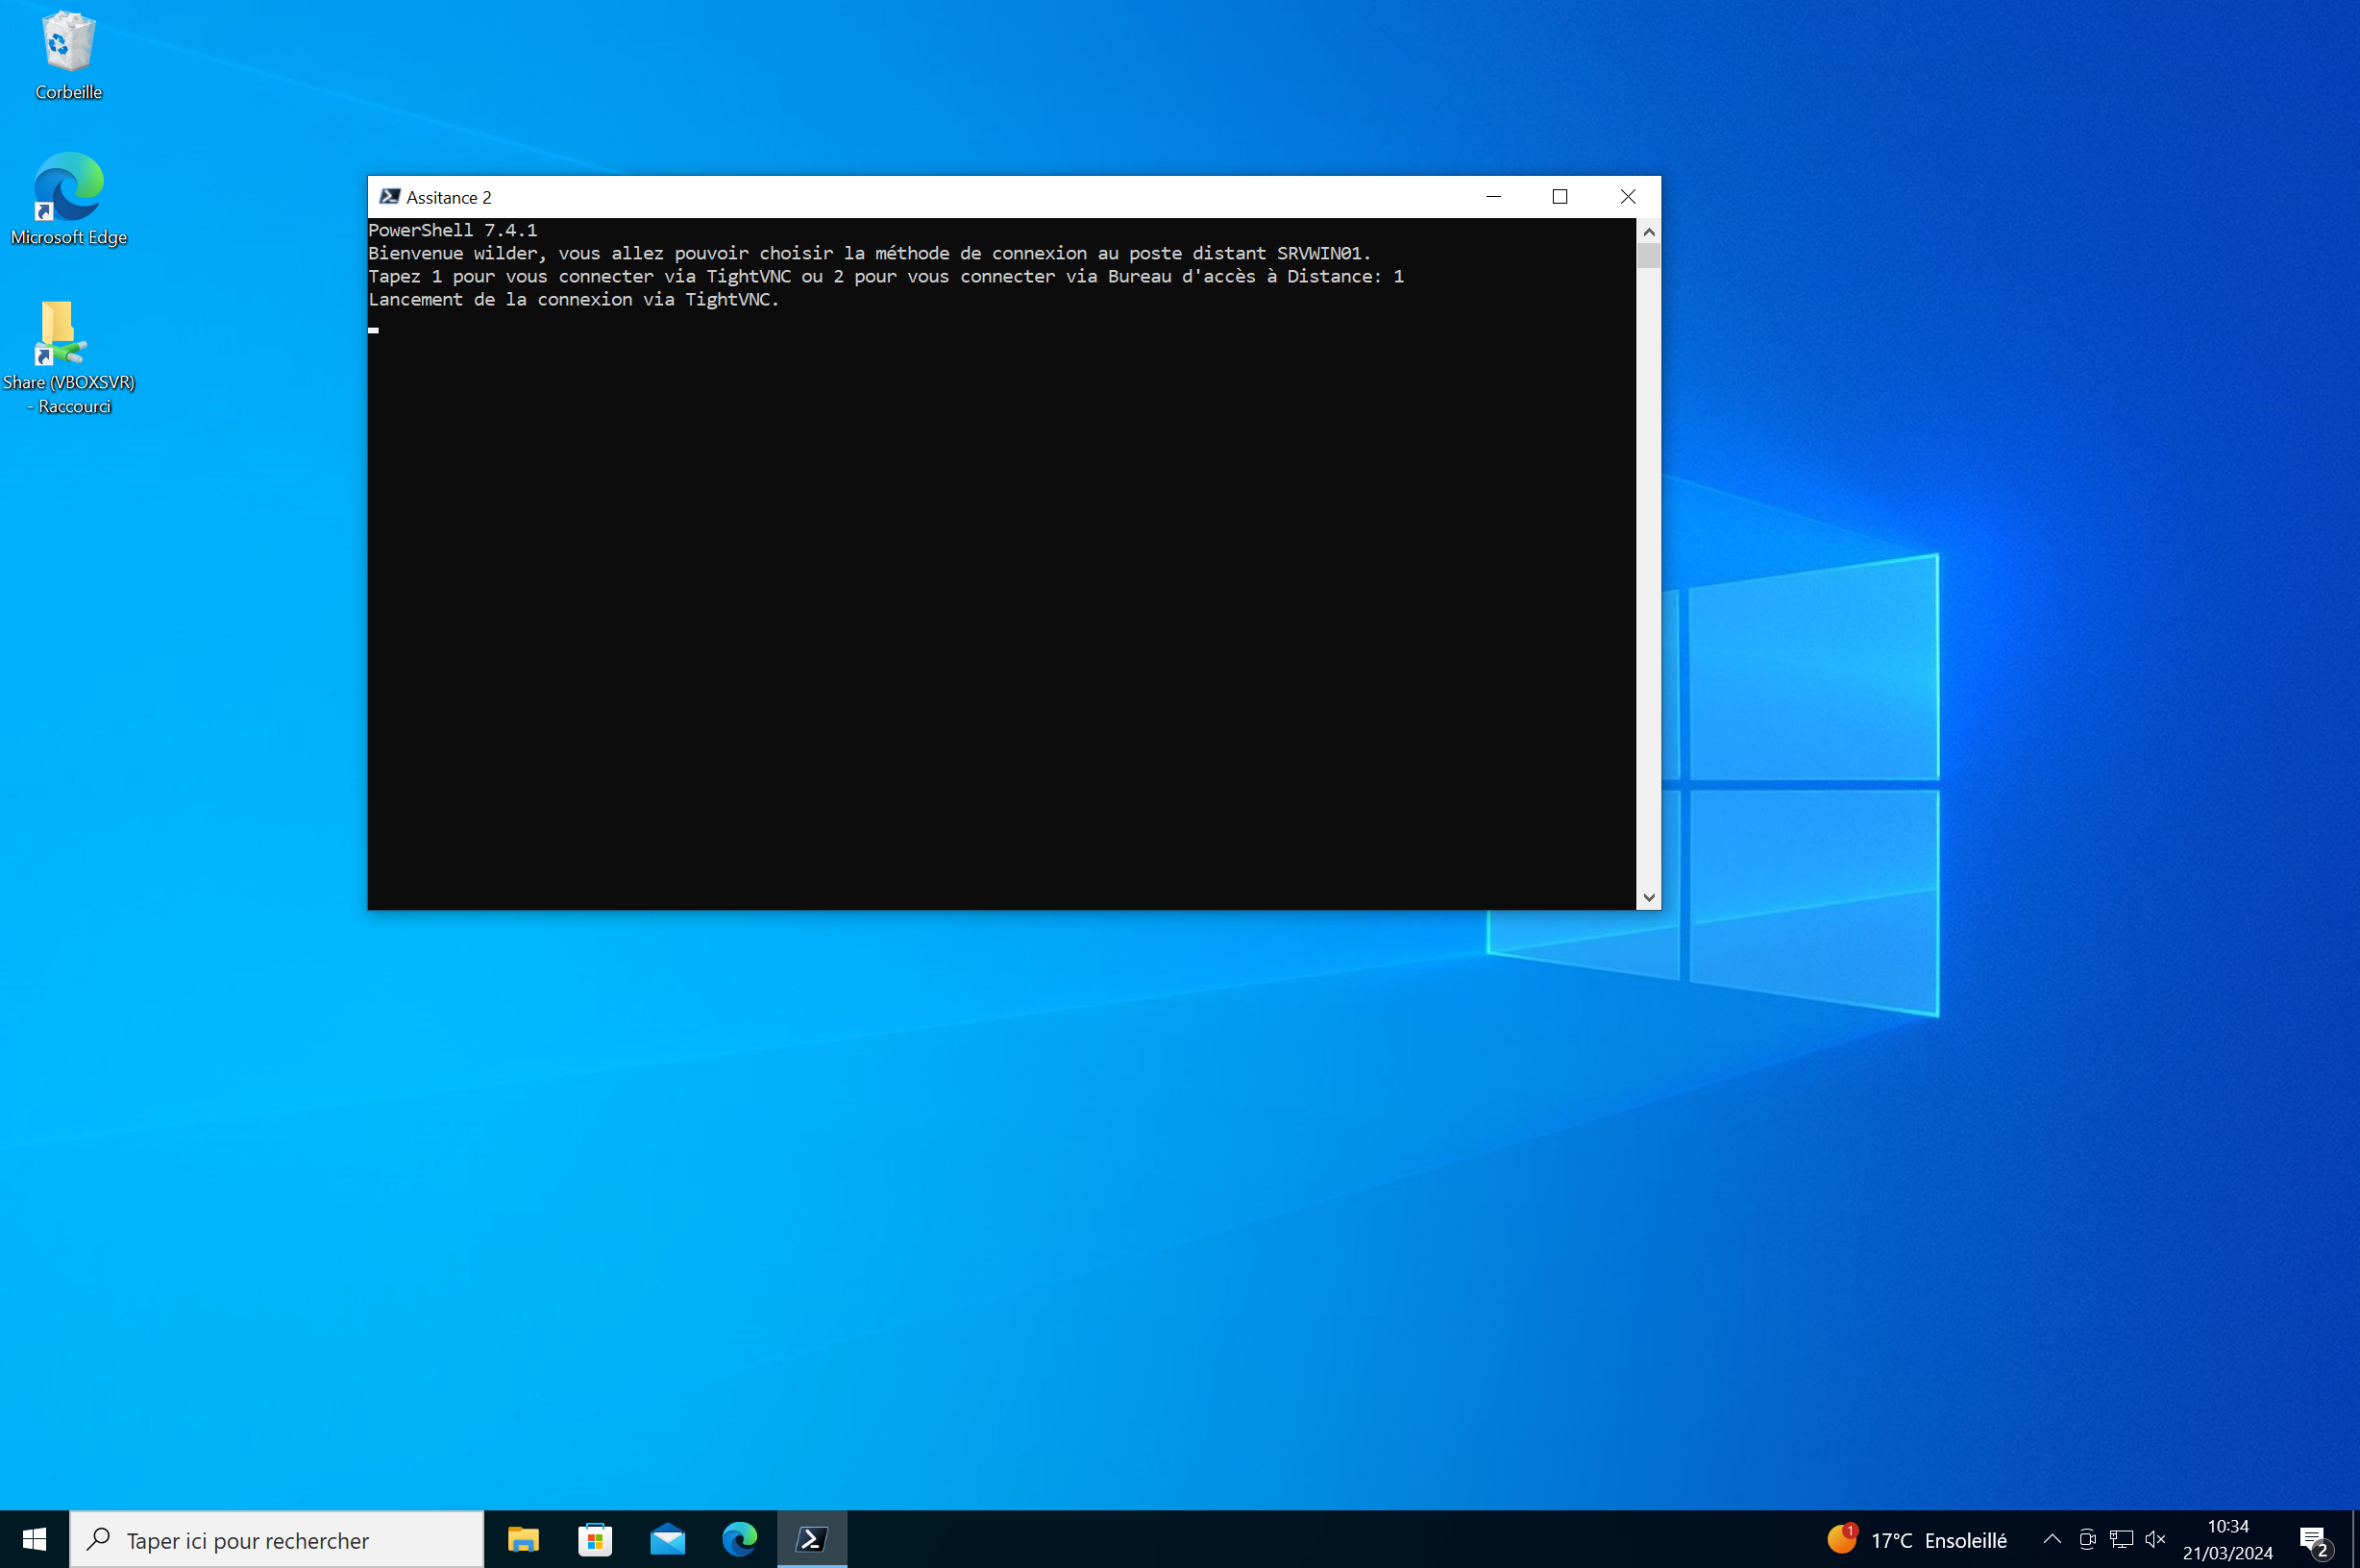 Corbeille
Microsoft Edge
Share (VBOXSVR)
- Raccourci
Assitance 2
PowerShell 7.4.1
Bienvenue wilder, vous allez pouvoir choisir la méthode de connexion au poste distant SRVWIN01.
Tapez 1 pour vous connecter via TightVNC ou 2 pour vous connecter via Bureau d'accès à Distance: 1
Lancement de la connexion via TightVNC.
Taper ici pour rechercher
1
17°C Ensoleillé
10:34
21/03/2024
2